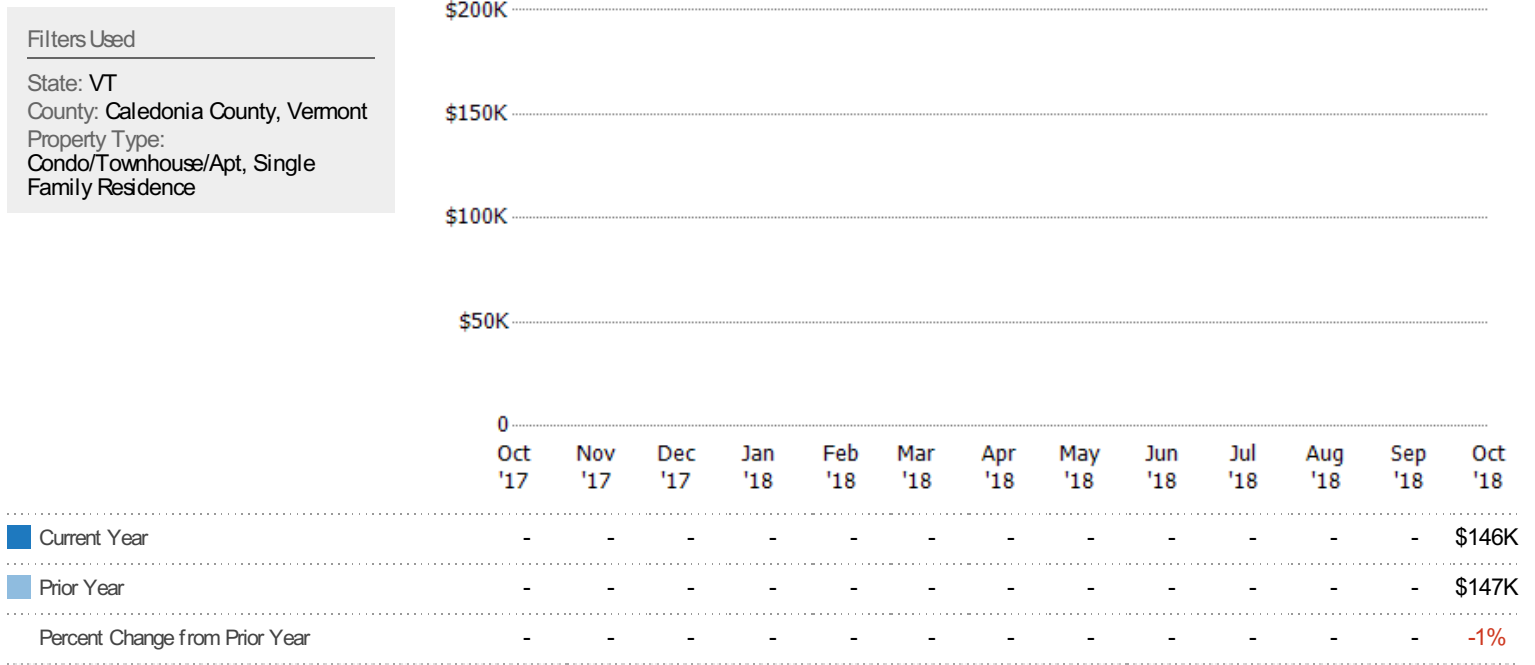 Filters Used
State: VT
County: Caledonia County, Vermont
Property Type:
Condo/Townhouse/Apt, Single
Family Residence
$200K
$150K
$100K
$50K
0
Oct Nov Dec Jan Feb Mar Apr May Jun Jul Aug Sep Oct
'17 '17 '17 '18 '18 '18 '18 '18 '18 '18 '18 '18 '18
Current Year - - - - - - - - - - - - $146K
Prior Year - - - - - - - - - - - - $147K
Percent Change from Prior Year - - - - - - - - - - - - -1%